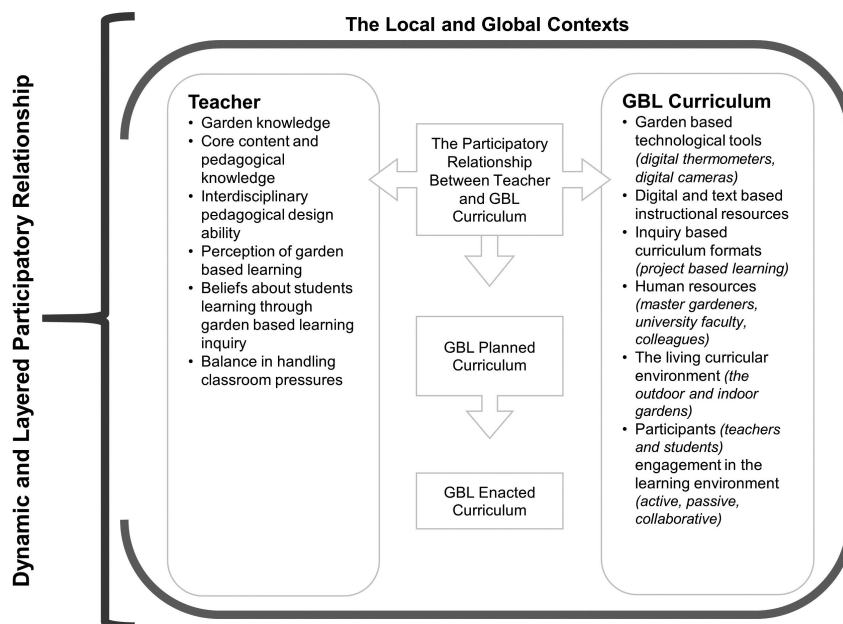 The Local and Global Contexts
Dynamic and Layered Participatory Relationship
Teacher
• Garden knowledge
• Core content and
pedagogical
knowledge
• Interdisciplinary
pedagogical design
ability
• Perception of garden
based learning
• Beliefs about students
learning through
garden based learning
inquiry
• Balance in handling
classroom pressures
The Participatory
Relationship
Between Teacher
and GBL
Curriculum
GBL Planned
Curriculum
GBL Enacted
Curriculum
GBL Curriculum
• Garden based
technological tools
(digital thermometers,
digital cameras)
• Digital and text based
instructional resources
• Inquiry based
curriculum formats
(project based learning)
• Human resources
(master gardeners,
university faculty,
colleagues)
• The living curricular
environment (the
outdoor and indoor
gardens)
• Participants (teachers
and students)
engagement in the
learning environment
(active, passive,
collaborative)